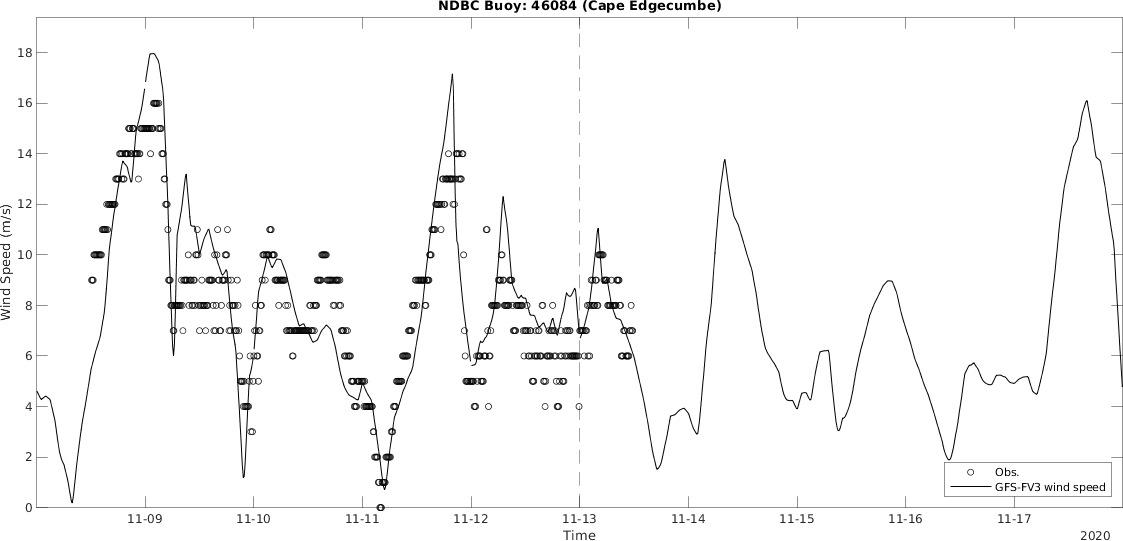 NDBC Buoy: 46084 (Cape Edgecumbe)
Wind Speed (m/s)
18
16
14
12
10
8
6
4
2
0
Obs.
GFS-FV3 wind speed
11-09 11-10 11-11 11-12 11-13 11-14 11-15 11-16 11-17
Time
2020